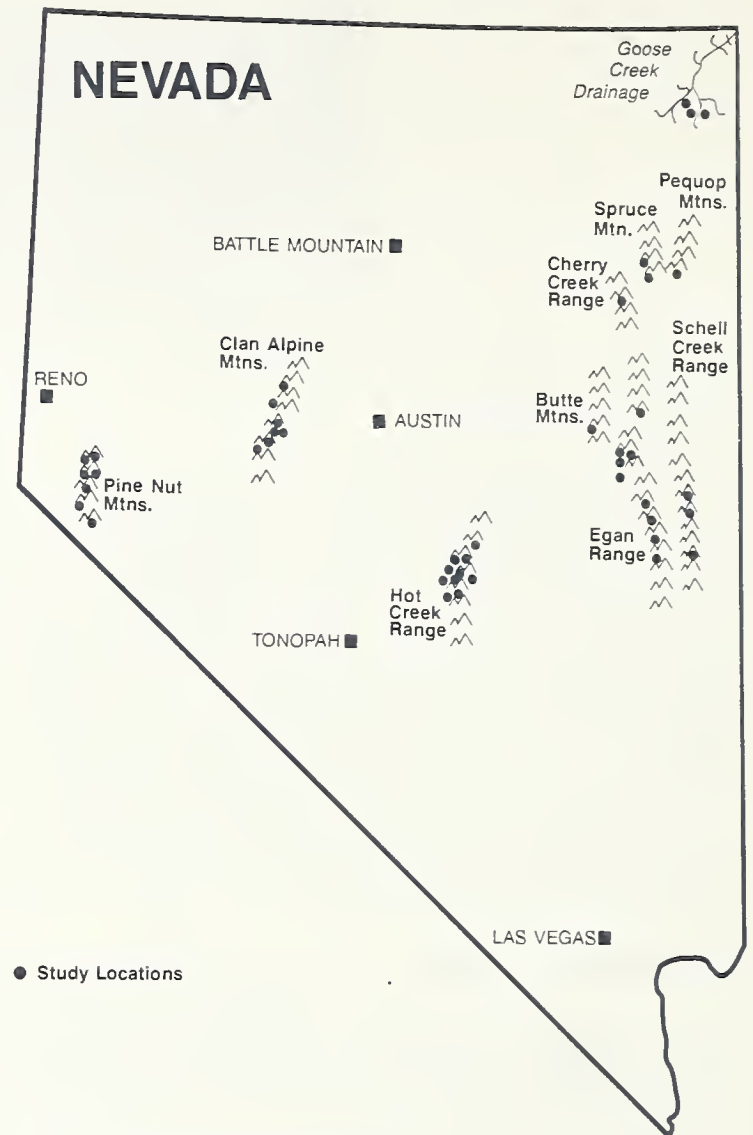 NEVADA
Goose
Creek
Drainage
Pequop
Mtns.
Spruce
Mtn.
BATTLE MOUNTAIN
Cherry
Creek
Range
Schell
Creek
Range
Clan Alpine
Mtns.
RENO
Butte
Mtns.
AUSTIN
Pine Nut
Mtns.
Egan
Range
Hot
Creek
Range
TONOPAH
LAS VEGAS
Study Locations